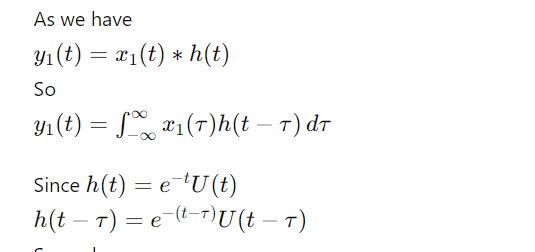 As we have
y₁(t) = x₁(t) * h(t)
So
y₁(t) = ∫_{-∞}^{∞} x₁(τ)h(t − τ) dτ
Since h(t) = e^{-t}U(t)
h(t − τ) = e^{-(t-τ)}U(t − τ)